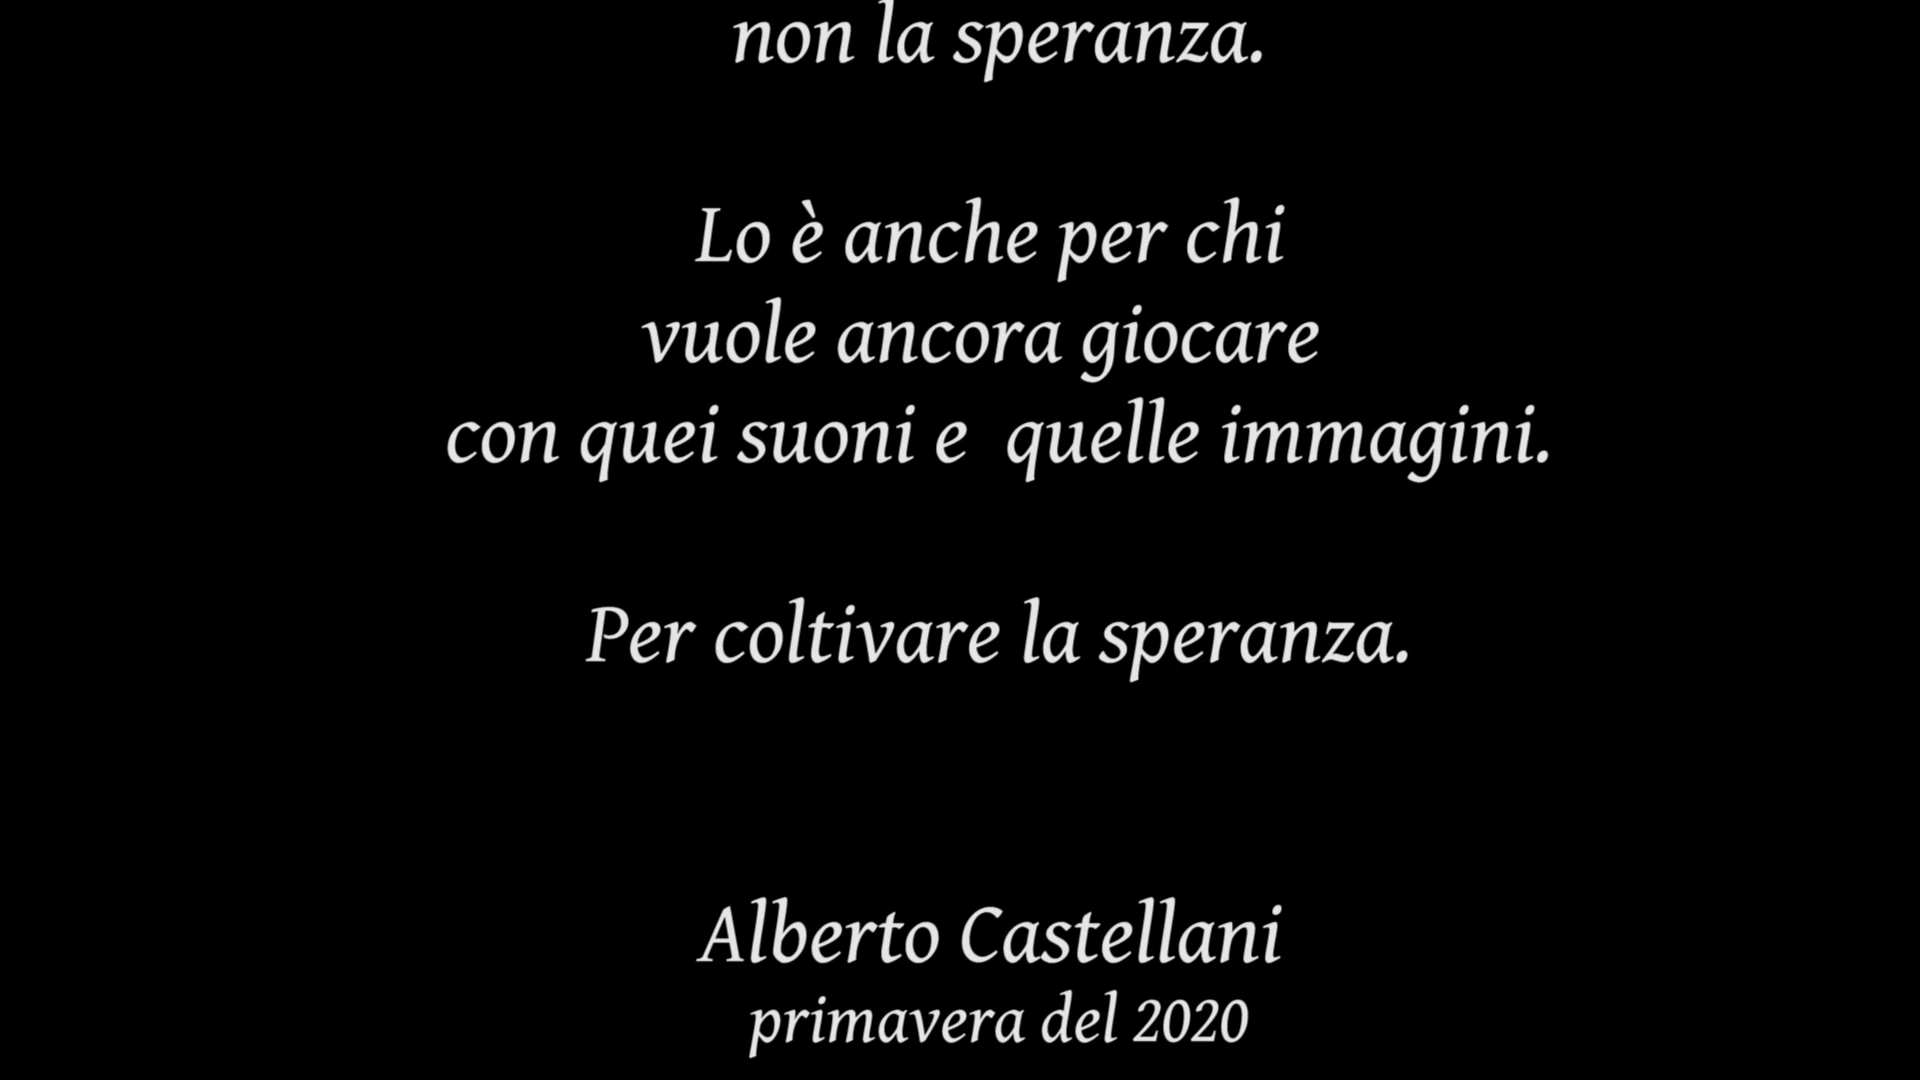 non la speranza.
Lo è anche per chi
vuole ancora giocare
con quei suoni e  quelle immagini.
Per coltivare la speranza.
Alberto Castellani
primavera del 2020